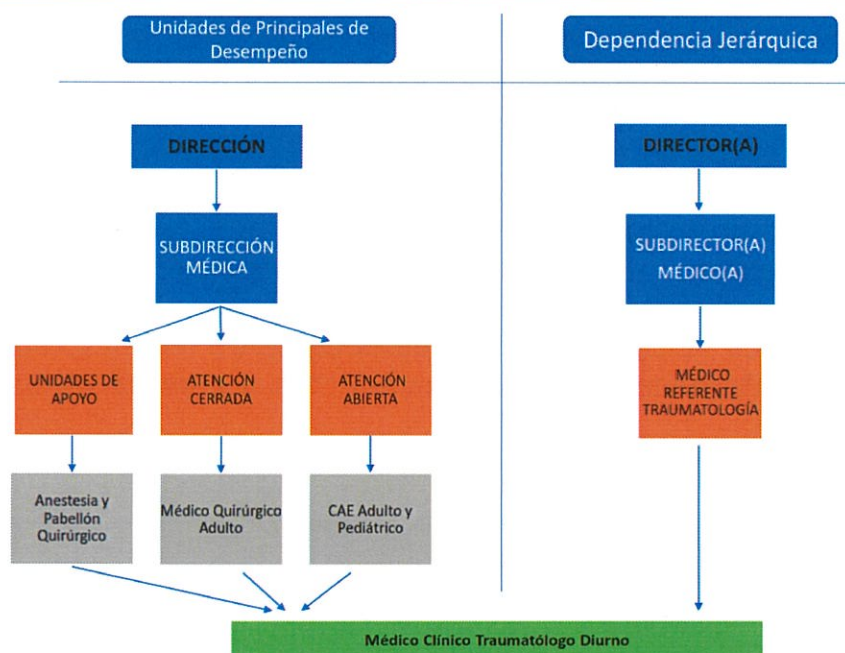 Unidades de Principales de
Desempeño
Dependencia Jerárquica
DIRECCIÓN
SUBDIRECCIÓN
MÉDICA
UNIDADES DE
APOYO
ATENCIÓN
CERRADA
ATENCIÓN
ABIERTA
Anestesia y
Pabellón
Quirúrgico
Médico Quirúrgico
Adulto
CAE Adulto y
Pediátrico
DIRECTOR(A)
SUBDIRECTOR(A)
MÉDICO(A)
MÉDICO
REFERENTE
TRAUMATOLOGÍA
Médico Clínico Traumatólogo Diurno